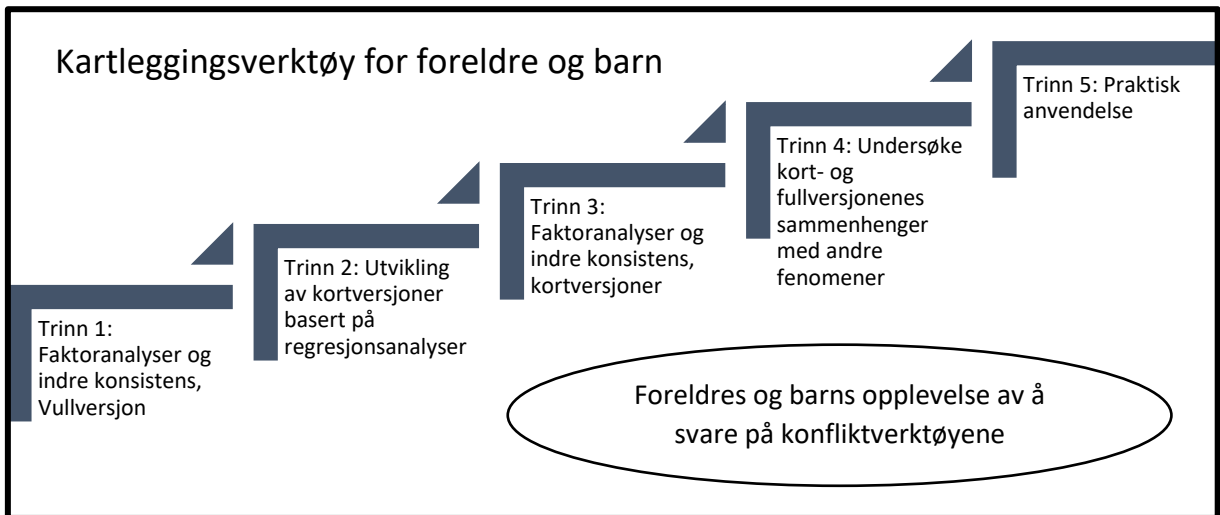 Kartleggingsverktøy for foreldre og barn
Trinn 1:
Faktoranalyser og
indre konsistens,
Vullversjon
Trinn 2: Utvikling
av kortversjoner
basert på
regresjonsanalyser
Trinn 3:
Faktoranalyser og
indre konsistens,
kortversjoner
Trinn 4: Undersøke
kort- og
fullversjonenes
sammenhenger
med andre
fenomener
Trinn 5: Praktisk
anvendelse
Foreldres og barns opplevelse av å
svare på konfliktverktøyene